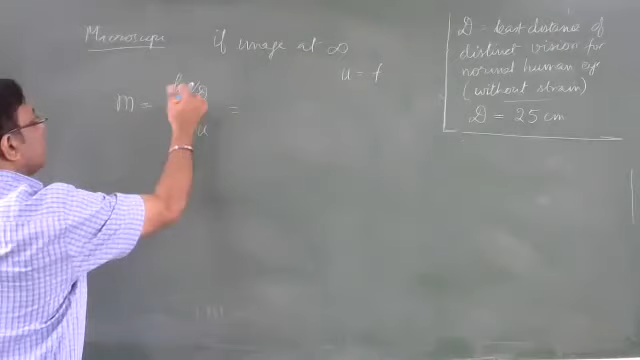 Microscope if image at ∞
u = f
m = h/D
u =
D = least distance of
distinct vision for
normal human eye
(without strain)
D = 25 cm